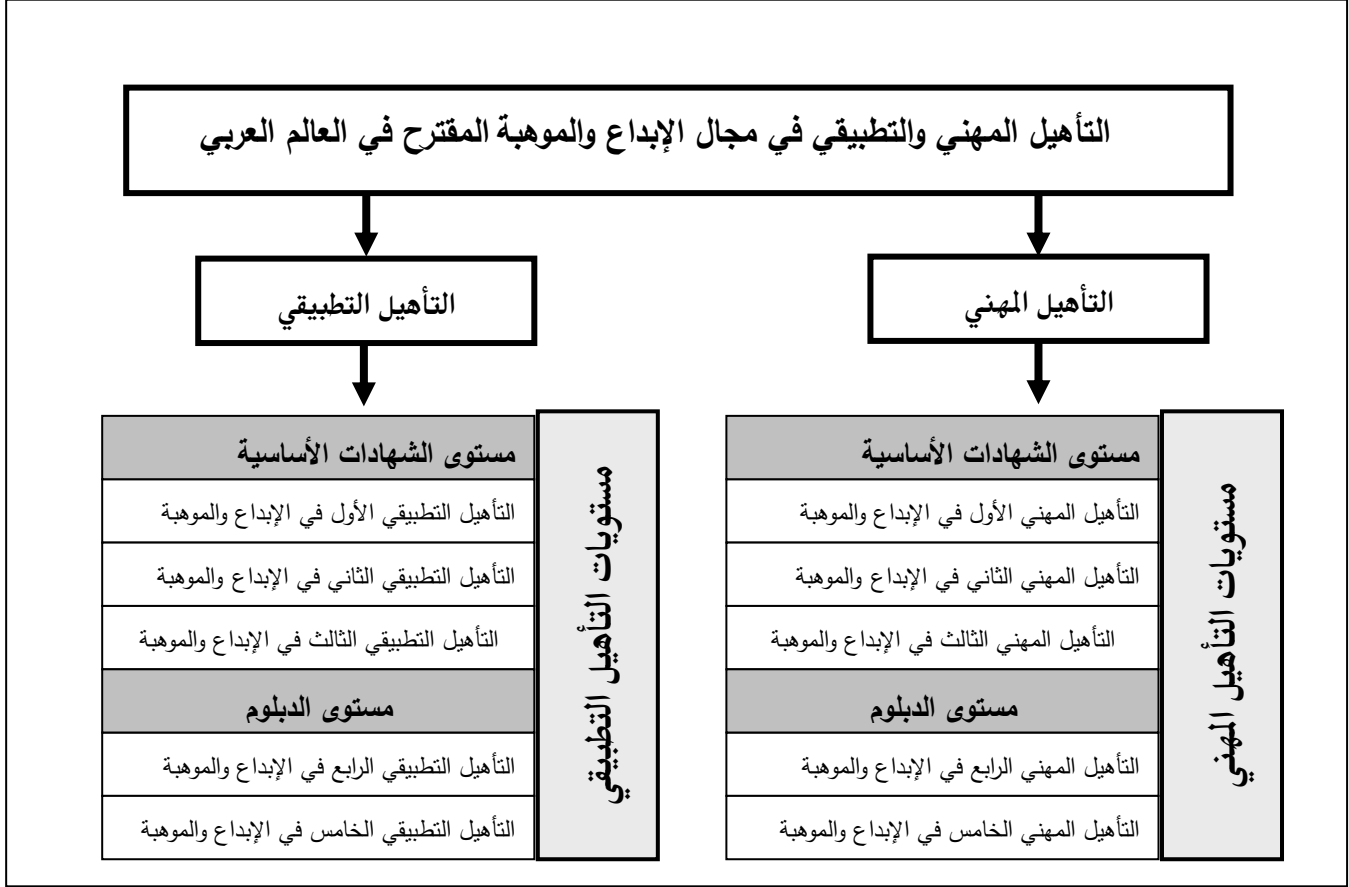 التأهيل المهني والتطبيقي في مجال الإبداع والموهبة المقترح في العالم العربي
التأهيل المهني
مستويات التأهيل المهني
مستوى الشهادات الأساسية
التأهيل المهني الأول في الإبداع والموهبة
التأهيل المهني الثاني في الإبداع والموهبة
التأهيل المهني الثالث في الإبداع والموهبة
مستوى الدبلوم
التأهيل المهني الرابع في الإبداع والموهبة
التأهيل المهني الخامس في الإبداع والموهبة
التأهيل التطبيقي
مستويات التأهيل التطبيقي
مستوى الشهادات الأساسية
التأهيل التطبيقي الأول في الإبداع والموهبة
التأهيل التطبيقي الثاني في الإبداع والموهبة
التأهيل التطبيقي الثالث في الإبداع والموهبة
مستوى الدبلوم
التأهيل التطبيقي الرابع في الإبداع والموهبة
التأهيل التطبيقي الخامس في الإبداع والموهبة